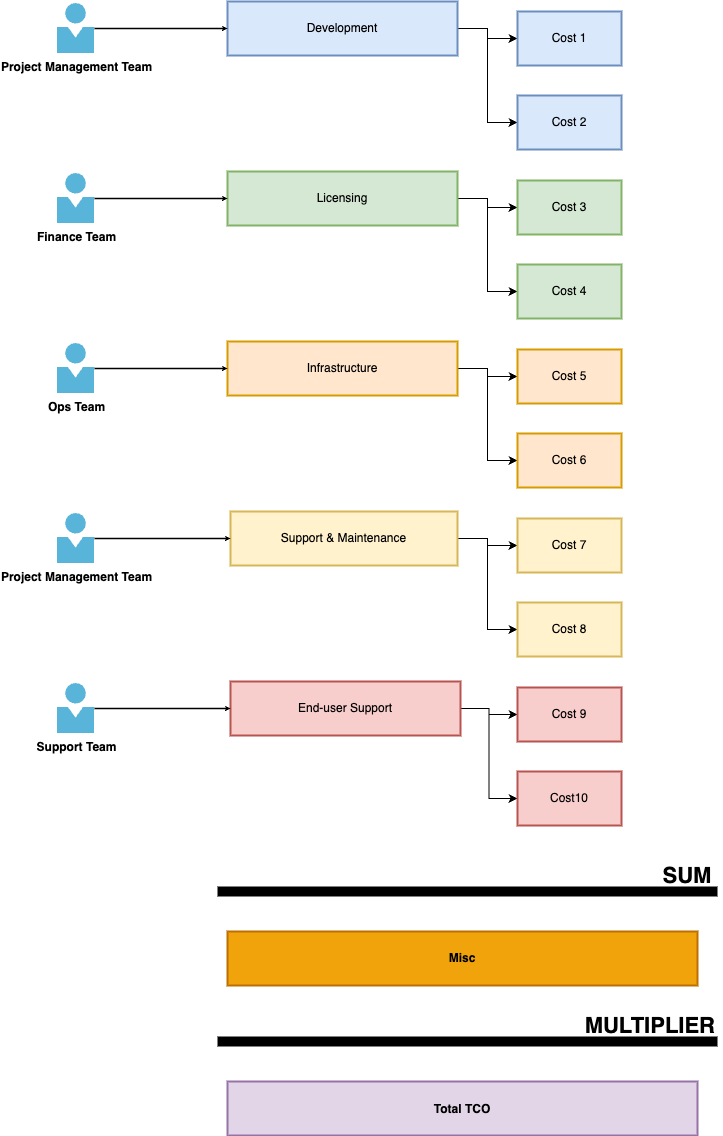 Development
Cost 1
Project Management Team
Cost 2
Licensing
Cost 3
Finance Team
Cost 4
Infrastructure
Cost 5
Ops Team
Cost 6
Support & Maintenance
Cost 7
Project Management Team
Cost 8
End-user Support
Cost 9
Support Team
Cost10
SUM
Misc
MULTIPLIER
Total TCO